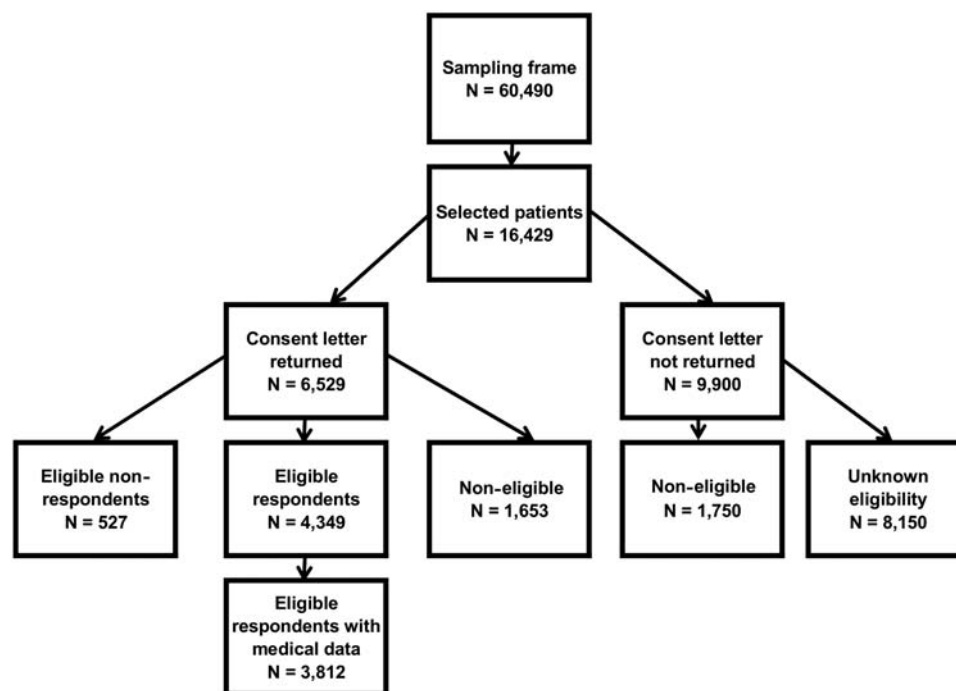 Sampling frame
N = 60,490
Selected patients
N = 16,429
Consent letter
returned
N = 6,529
Consent letter
not returned
N = 9,900
Eligible non-
respondents
N = 527
Eligible
respondents
N = 4,349
Non-eligible
N = 1,653
Non-eligible
N = 1,750
Unknown
eligibility
N = 8,150
Eligible
respondents with
medical data
N = 3,812